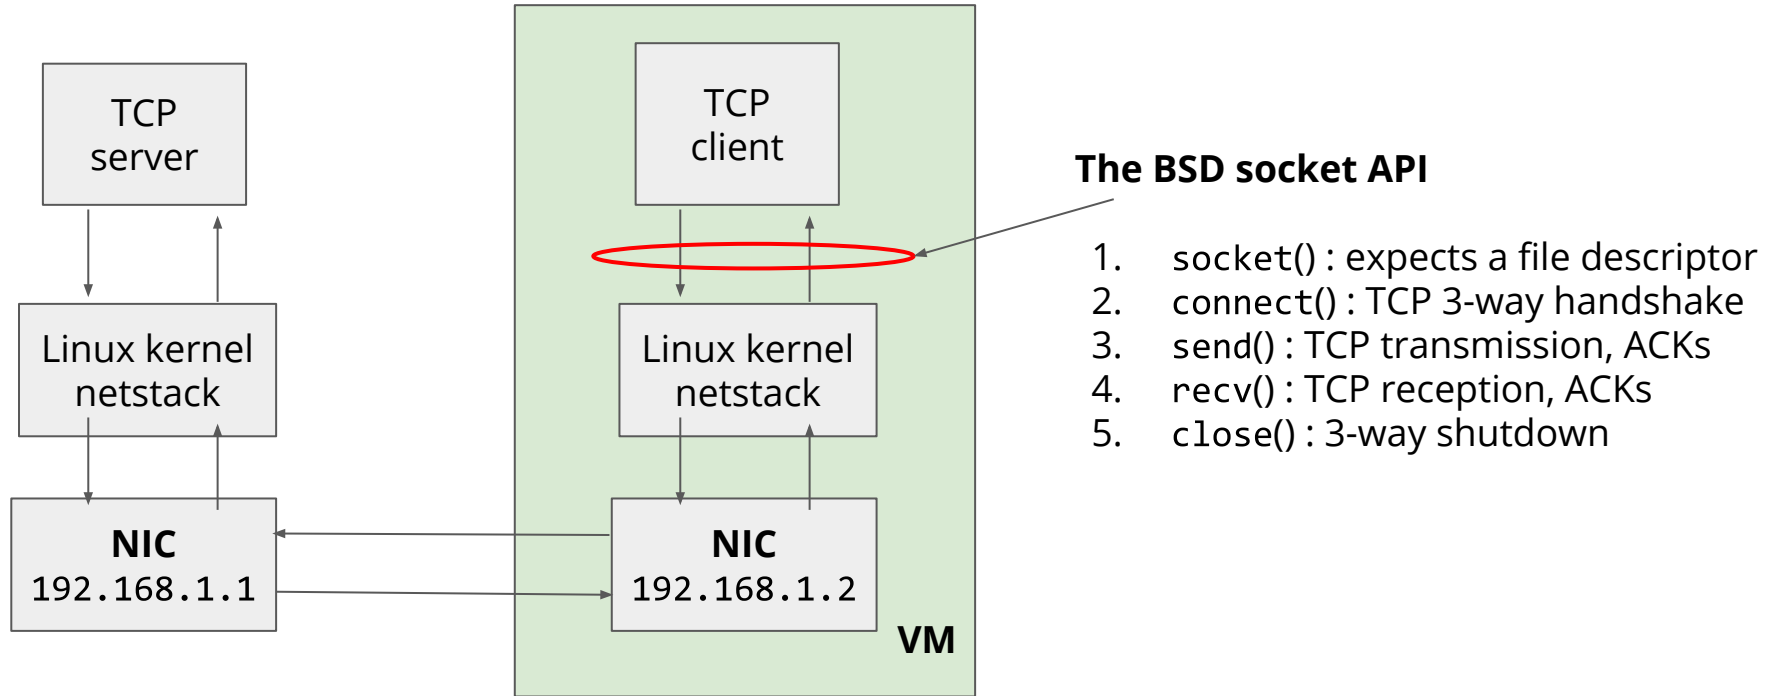 TCP
server
Linux kernel
netstack
NIC
192.168.1.1
TCP
client
Linux kernel
netstack
NIC
192.168.1.2
VM
The BSD socket API
1. socket() : expects a file descriptor
2. connect() : TCP 3-way handshake
3. send() : TCP transmission, ACKs
4. recv() : TCP reception, ACKs
5. close() : 3-way shutdown